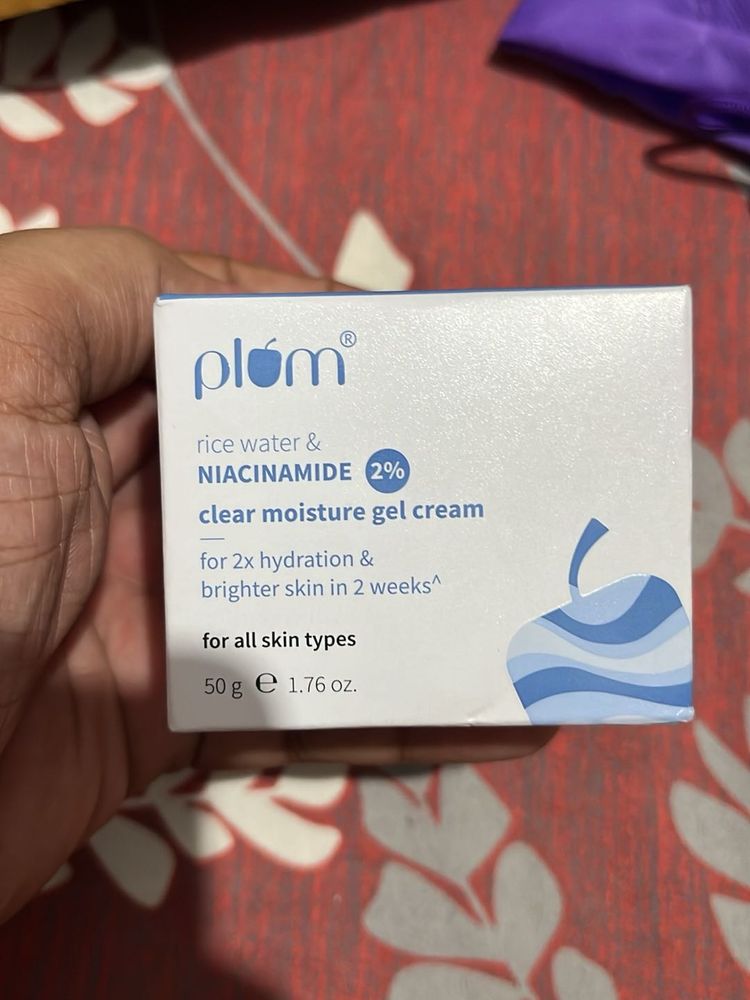 plum®
rice water &
NIACINAMIDE 2%
clear moisture gel cream
for 2x hydration &
brighter skin in 2 weeks^
for all skin types
50 g ℮ 1.76 oz.